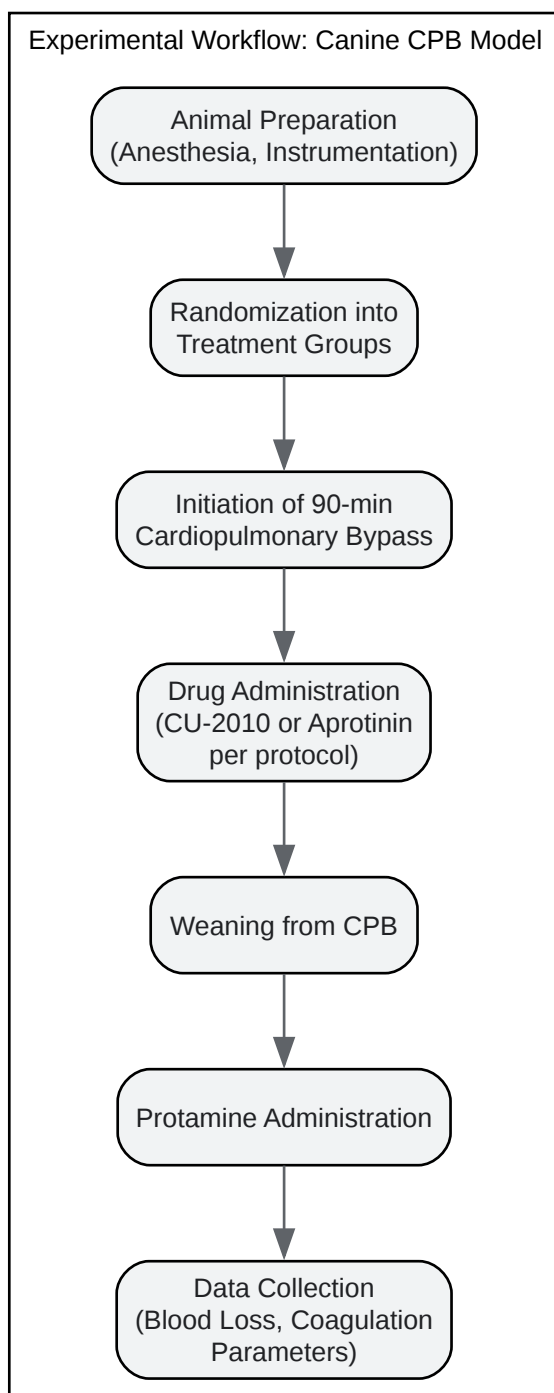 Experimental Workflow: Canine CPB Model
Animal Preparation
(Anesthesia, Instrumentation)
Randomization into
Treatment Groups
Initiation of 90-min
Cardiopulmonary Bypass
Drug Administration
(CU-2010 or Aprotinin
per protocol)
Weaning from CPB
Protamine Administration
Data Collection
(Blood Loss, Coagulation
Parameters)